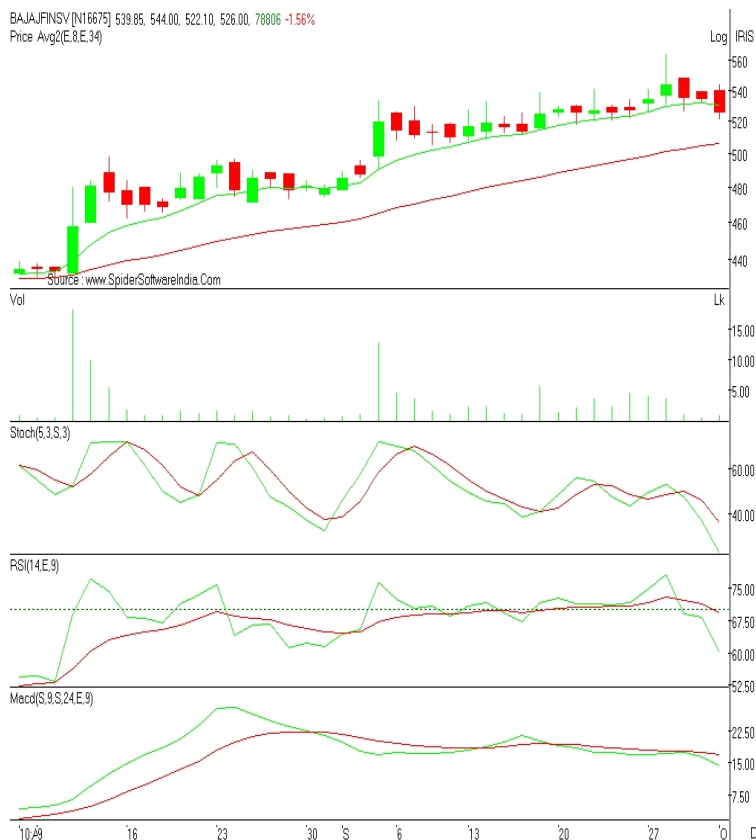 BAJAJFINSV [N16675] 539.85, 544.00, 522.10, 526.00, 78806 -1.56%
Price Avg2(E,8,E,34) Log IRIS
560
540
520
500
480
460
440
Source : www.SpiderSoftwareIndia.Com
Vol Lk
15.00
10.00
5.00
Stoch(5,3,S,3)
60.00
40.00
RSI(14,E,9)
75.00
67.50
60.00
52.50
Macd(S,9,S,24,E,9)
22.50
15.00
7.50
16 23 30 S 6 13 20 27 O